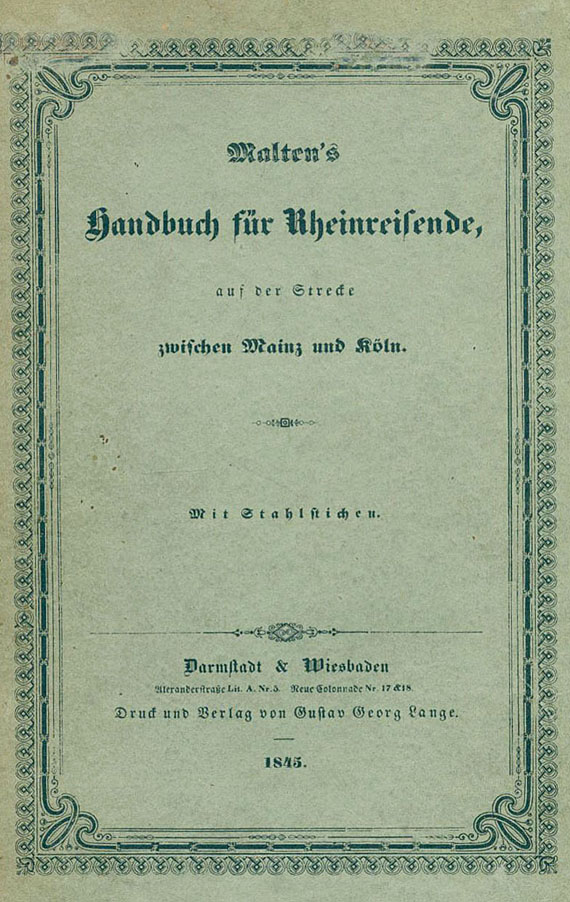 Malten's
Handbuch für Rheinreisende,
auf der Strecke
zwischen Mainz und Köln.
Mit Stahlstichen.
Darmstadt & Wiesbaden
Alexanderstraße Lit. A. Nr. 5. Neue Colonnade Nr. 17 & 18.
Druck und Verlag von Gustav Georg Lange.
1845.